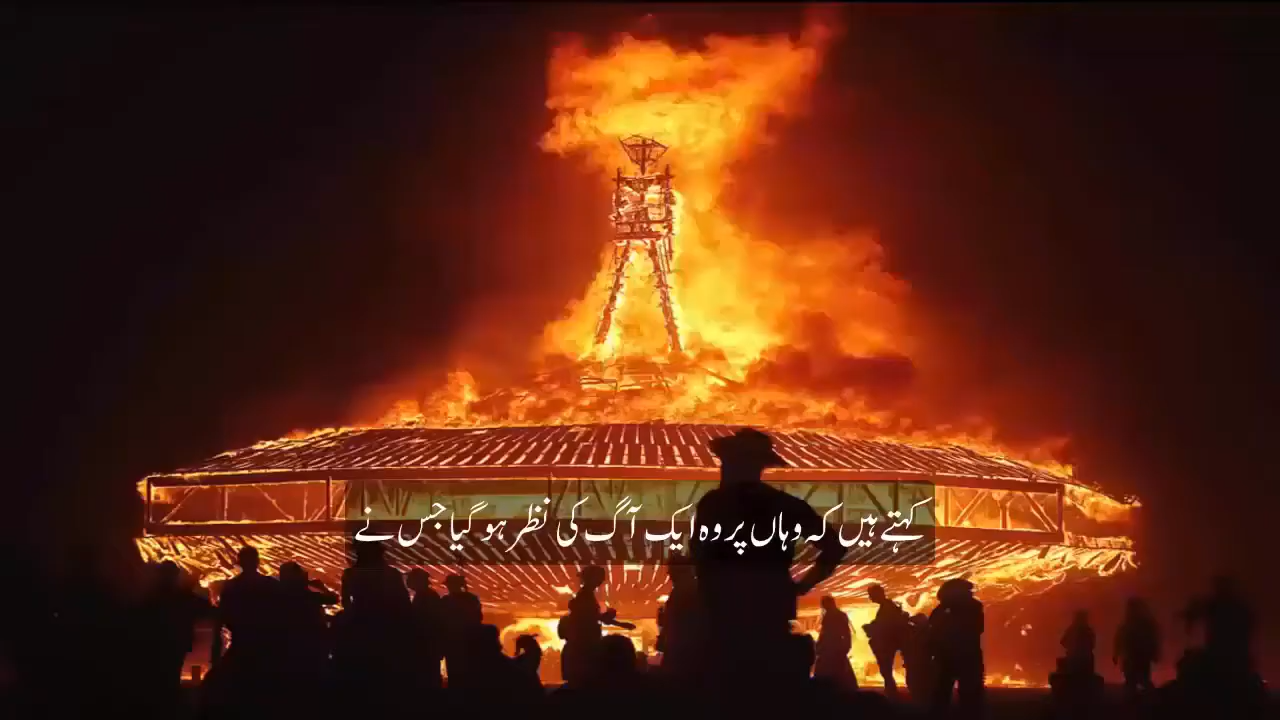 کہتے ہیں کہ وہاں پر وہ ایک آگ کی نظر ہو گیا جس نے